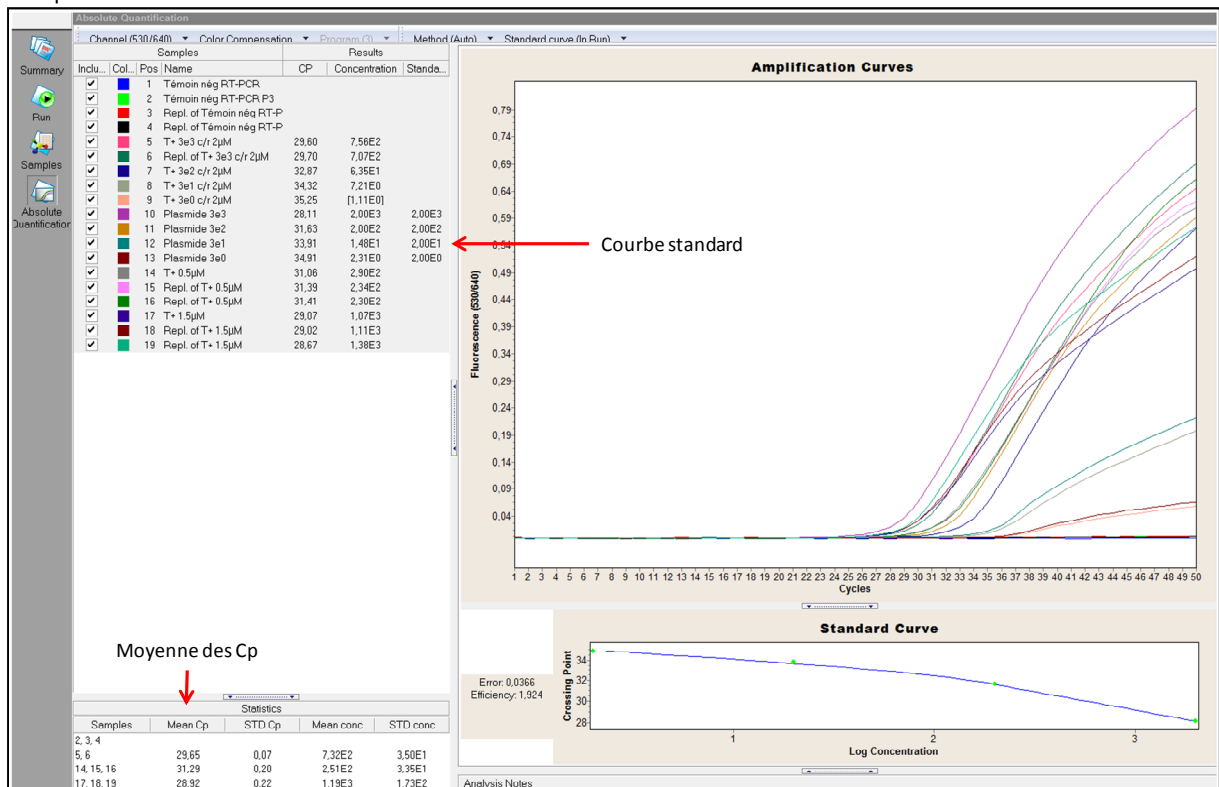 Absolute Quantification
Channel (530/640) Color Compensation Program (3) Method (Auto) Standard curve (In Run)
Summary
Run
Samples
Absolute
Quantification
Samples Results
Inclu... Col... Pos Name CP Concentration Standa...
1 Témoin nég RT-PCR
2 Témoin nég RT-PCR P3
3 Repl. of Témoin nég RT-P
4 Repl. of Témoin nég RT-P
5 T+ 3e3 c/r 2µM 29,60 7,56E2
6 Repl. of T+ 3e3 c/r 2µM 29,70 7,07E2
7 T+ 3e2 c/r 2µM 32,87 6,35E1
8 T+ 3e1 c/r 2µM 34,32 7,21E0
9 T+ 3e0 c/r 2µM 35,25 [1,11E0]
10 Plasmide 3e3 28,11 2,00E3 2,00E3
11 Plasmide 3e2 31,63 2,00E2 2,00E2
12 Plasmide 3e1 33,91 1,48E1 2,00E1
13 Plasmide 3e0 34,91 2,31E0 2,00E0
14 T+ 0.5µM 31,06 2,90E2
15 Repl. of T+ 0.5µM 31,39 2,34E2
16 Repl. of T+ 0.5µM 31,41 2,30E2
17 T+ 1.5µM 29,07 1,07E3
18 Repl. of T+ 1.5µM 29,02 1,11E3
19 Repl. of T+ 1.5µM 28,67 1,38E3
Courbe standard
Moyenne des Cp
Statistics
Samples Mean Cp STD Cp Mean conc STD conc
2, 3, 4
5, 6 29,65 0,07 7,32E2 3,50E1
14, 15, 16 31,29 0,20 2,51E2 3,35E1
17, 18, 19 28,92 0,22 1,19E3 1,73E2
Amplification Curves
Fluorescence (530/640)
0,79
0,74
0,69
0,64
0,59
0,54
0,49
0,44
0,39
0,34
0,29
0,24
0,19
0,14
0,09
0,04
1 2 3 4 5 6 7 8 9 10 11 12 13 14 15 16 17 18 19 20 21 22 23 24 25 26 27 28 29 30 31 32 33 34 35 36 37 38 39 40 41 42 43 44 45 46 47 48 49 50
Cycles
Standard Curve
Error: 0,0366
Efficiency: 1,924
Crossing Point
34
32
30
28
1 2 3
Log Concentration
Analysis Notes